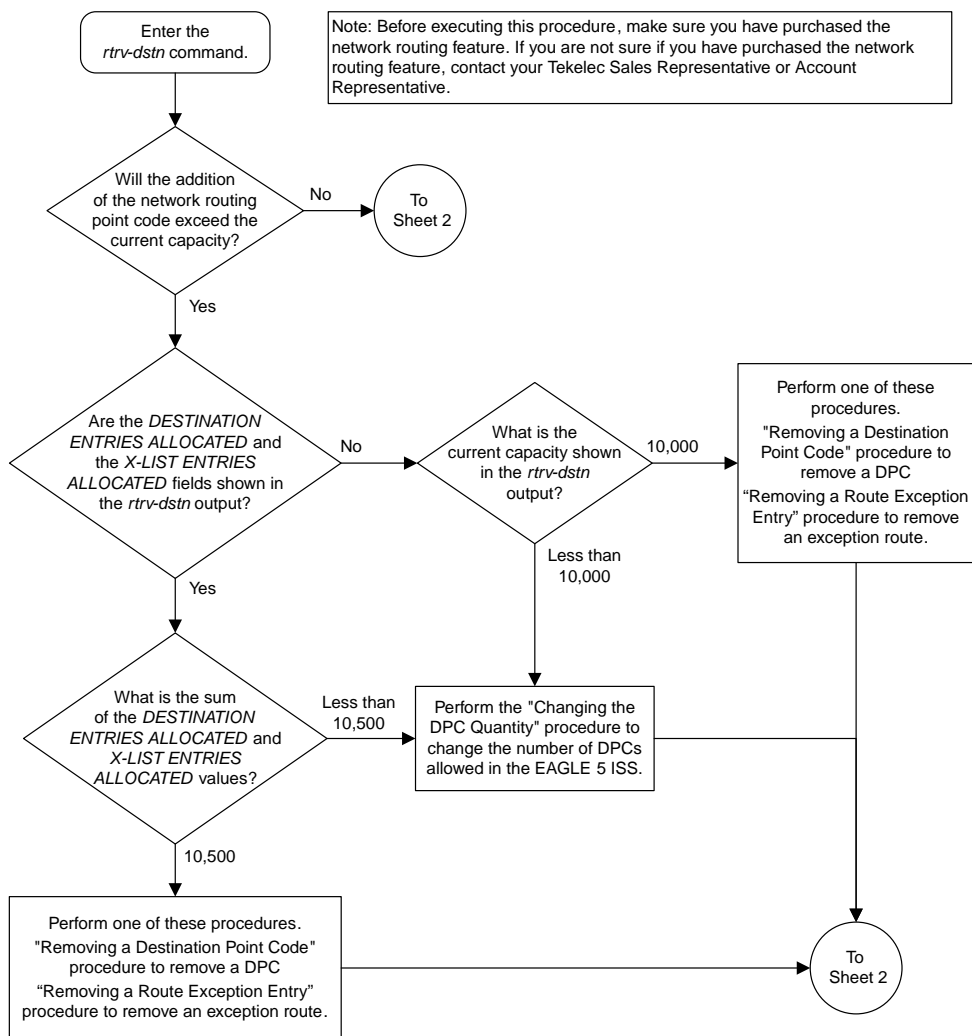 Enter the
rtrv-dstn
command.
Note: Before executing this procedure, make sure you have purchased the
network routing feature. If you are not sure if you have purchased the network
routing feature, contact your Tekelec Sales Representative or Account
Representative.
Will the addition
of the network routing
point code exceed the
current capacity?
No
To
Sheet 2
Yes
Are the DESTINATION
ENTRIES ALLOCATED and
the X-LIST ENTRIES
ALLOCATED fields shown in
the rtrv-dstn output?
No
What is the
current capacity shown
in the rtrv-dstn
output?
10,000
Perform one of these
procedures.
"Removing a Destination
Point Code" procedure to
remove a DPC
“Removing a Route Exception
Entry” procedure to remove
an exception route.
Less than
10,000
Yes
What is the sum
of the DESTINATION
ENTRIES ALLOCATED and
X-LIST ENTRIES
ALLOCATED values?
Less than
10,500
Perform the "Changing the
DPC Quantity" procedure to
change the number of DPCs
allowed in the EAGLE 5 ISS.
10,500
Perform one of these procedures.
"Removing a Destination Point Code"
procedure to remove a DPC
“Removing a Route Exception Entry”
procedure to remove an exception route.
To
Sheet 2